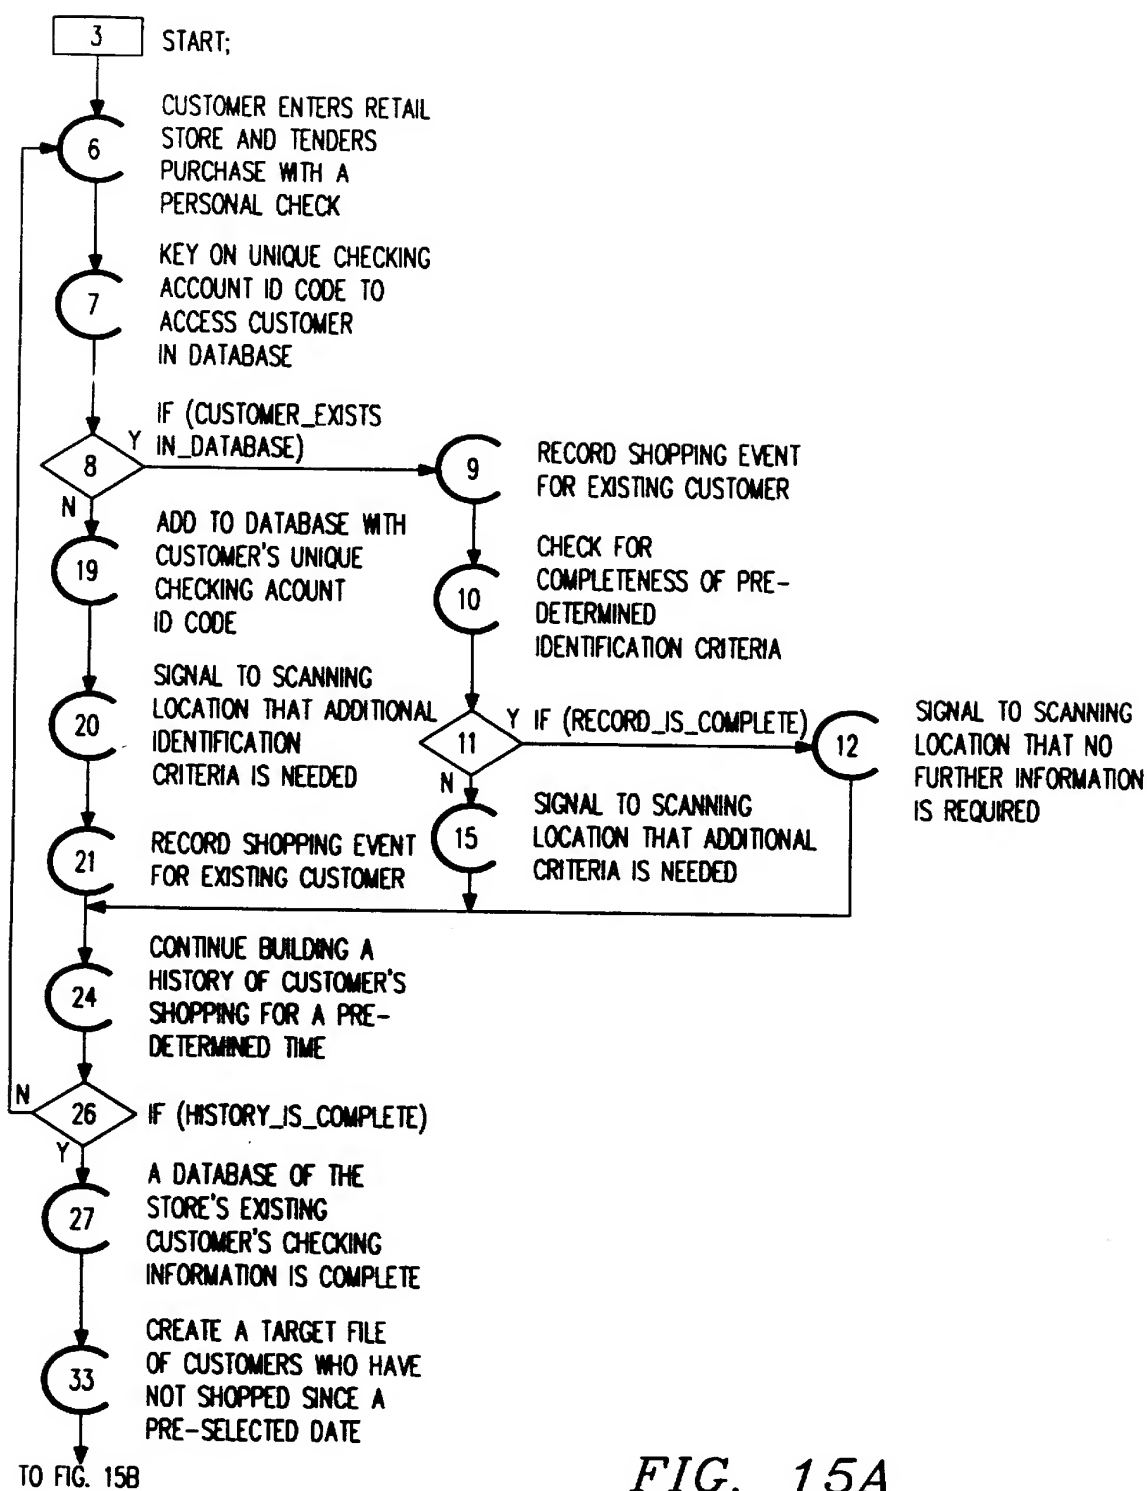 3 START;
6 CUSTOMER ENTERS RETAIL
STORE AND TENDERS
PURCHASE WITH A
PERSONAL CHECK
7 KEY ON UNIQUE CHECKING
ACCOUNT ID CODE TO
ACCESS CUSTOMER
IN DATABASE
8 Y IF (CUSTOMER_EXISTS
IN_DATABASE)
N
9 RECORD SHOPPING EVENT
FOR EXISTING CUSTOMER
19 ADD TO DATABASE WITH
CUSTOMER'S UNIQUE
CHECKING ACOUNT
ID CODE
10 CHECK FOR
COMPLETENESS OF PRE-
DETERMINED
IDENTIFICATION CRITERIA
20 SIGNAL TO SCANNING
LOCATION THAT ADDITIONAL
IDENTIFICATION
CRITERIA IS NEEDED
11 Y IF (RECORD_IS_COMPLETE)
N
12 SIGNAL TO SCANNING
LOCATION THAT NO
FURTHER INFORMATION
IS REQUIRED
15 SIGNAL TO SCANNING
LOCATION THAT ADDITIONAL
CRITERIA IS NEEDED
21 RECORD SHOPPING EVENT
FOR EXISTING CUSTOMER
24 CONTINUE BUILDING A
HISTORY OF CUSTOMER'S
SHOPPING FOR A PRE-
DETERMINED TIME
N 26 IF (HISTORY_IS_COMPLETE)
Y
27 A DATABASE OF THE
STORE'S EXISTING
CUSTOMER'S CHECKING
INFORMATION IS COMPLETE
33 CREATE A TARGET FILE
OF CUSTOMERS WHO HAVE
NOT SHOPPED SINCE A
PRE-SELECTED DATE
TO FIG. 15B
FIG. 15A